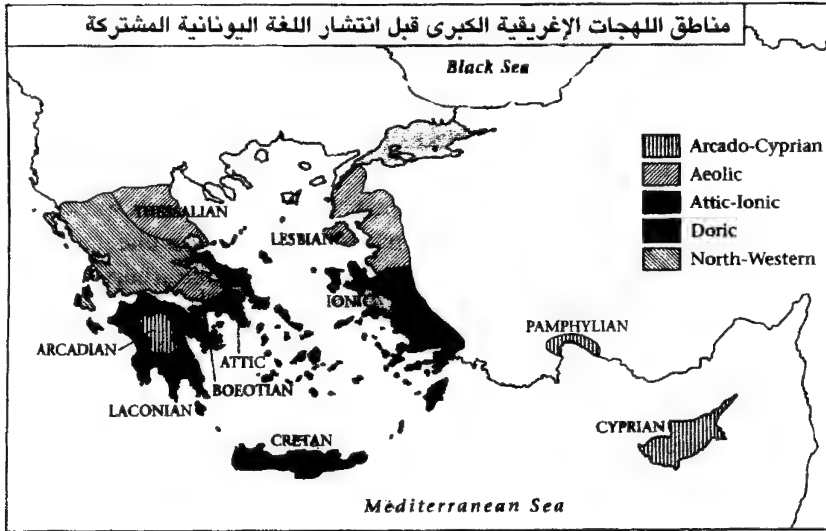 مناطق اللهجات الإغريقية الكبرى قبل انتشار اللغة اليونانية المشتركة
Black Sea
Arcado-Cyprian
Aeolic
Attic-Ionic
Doric
North-Western
THESSALIAN
LESBIAN
IONIC
PAMPHYLIAN
ARCADIAN
ATTIC
BOEOTIAN
LACONIAN
CYPRIAN
CRETAN
Mediterranean Sea